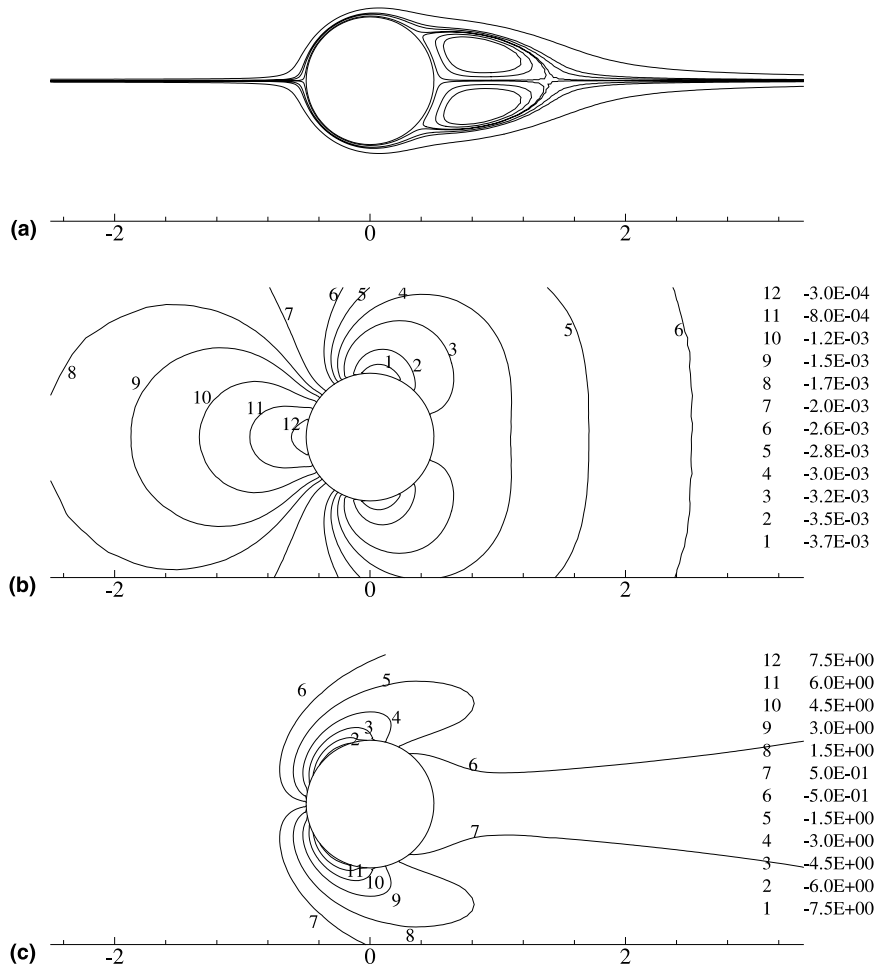 (a)
-2 0 2
7 6 5 4
12 -3.0E-04
11 -8.0E-04
10 -1.2E-03
9 -1.5E-03
8 -1.7E-03
7 -2.0E-03
6 -2.6E-03
5 -2.8E-03
4 -3.0E-03
3 -3.2E-03
2 -3.5E-03
1 -3.7E-03
5 6
8 9 10 11 12
1 2 3
(b)
-2 0 2
12 7.5E+00
11 6.0E+00
10 4.5E+00
9 3.0E+00
8 1.5E+00
7 5.0E-01
6 -5.0E-01
5 -1.5E+00
4 -3.0E+00
3 -4.5E+00
2 -6.0E+00
1 -7.5E+00
6 5
4
3
2
6
7
11
10
9
7 8
(c)
-2 0 2